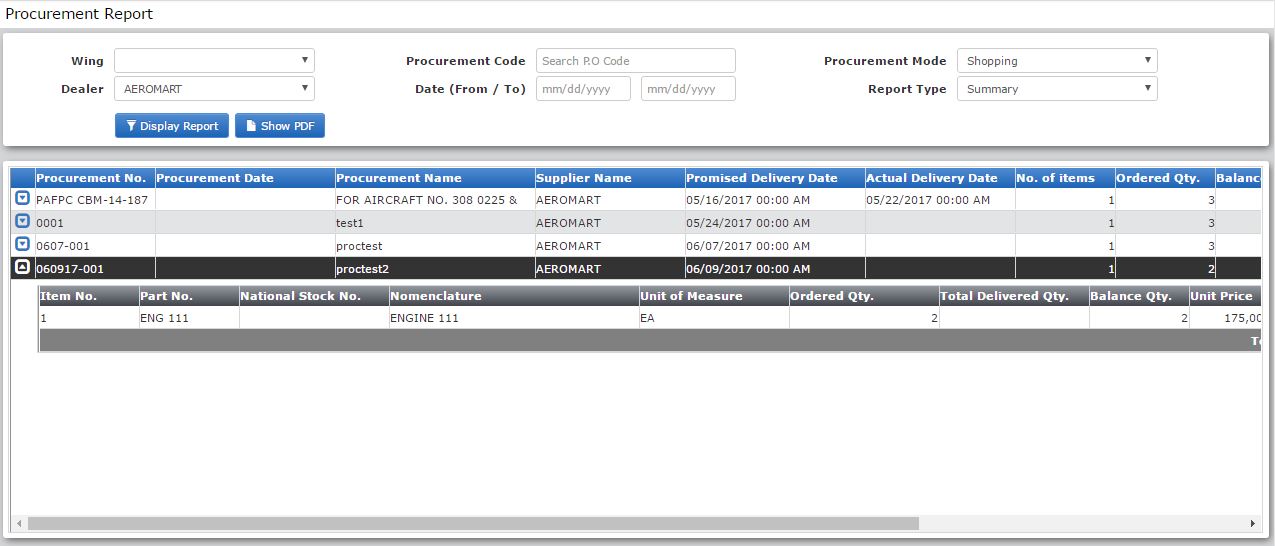 Procurement Report
Wing Procurement Code Search P.O Code Procurement Mode Shopping
Dealer AEROMART Date (From / To) mm/dd/yyyy mm/dd/yyyy Report Type Summary
Display Report Show PDF
Procurement No. Procurement Date Procurement Name Supplier Name Promised Delivery Date Actual Delivery Date No. of items Ordered Qty. Balanc
PAFPC CBM-14-187 FOR AIRCRAFT NO. 308 0225 & AEROMART 05/16/2017 00:00 AM 05/22/2017 00:00 AM 1 3
0001 test1 AEROMART 05/24/2017 00:00 AM 1 3
0607-001 proctest AEROMART 06/07/2017 00:00 AM 1 3
060917-001 proctest2 AEROMART 06/09/2017 00:00 AM 1 2
Item No. Part No. National Stock No. Nomenclature Unit of Measure Ordered Qty. Total Delivered Qty. Balance Qty. Unit Price
1 ENG 111 ENGINE 111 EA 2 2 175,00